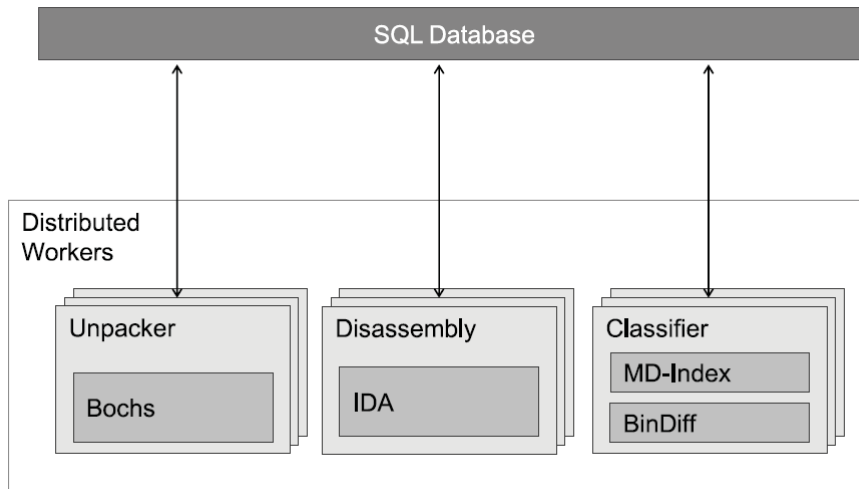 SQL Database
Distributed
Workers
Unpacker
Disassembly
Classifier
Bochs
IDA
MD-Index
BinDiff